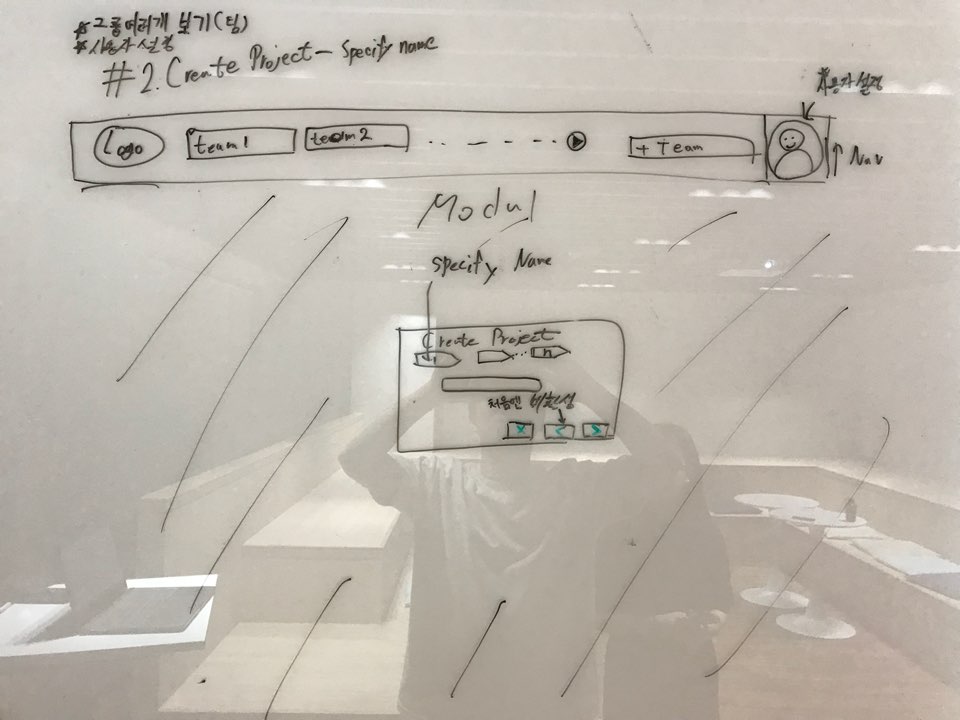 * 그룹 여러개 보기(팀)
* 사용자 설정
#2. Create Project - Specify name
*사용자 설정
Logo team1 team2 + Team
↑ Nav
Modul
Specify Name
Create Project
1 n
처음엔 비활성
X < >